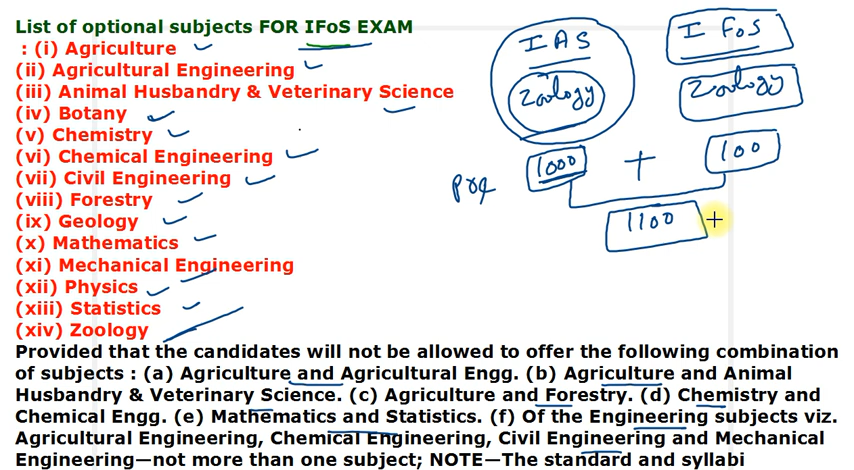 List of optional subjects FOR IFoS EXAM
: (i) Agriculture
(ii) Agricultural Engineering
(iii) Animal Husbandry & Veterinary Science
(iv) Botany
(v) Chemistry
(vi) Chemical Engineering
(vii) Civil Engineering
(viii) Forestry
(ix) Geology
(x) Mathematics
(xi) Mechanical Engineering
(xii) Physics
(xiii) Statistics
(xiv) Zoology
Provided that the candidates will not be allowed to offer the following combination
of subjects : (a) Agriculture and Agricultural Engg. (b) Agriculture and Animal
Husbandry & Veterinary Science. (c) Agriculture and Forestry. (d) Chemistry and
Chemical Engg. (e) Mathematics and Statistics. (f) Of the Engineering subjects viz.
Agricultural Engineering, Chemical Engineering, Civil Engineering and Mechanical
Engineering—not more than one subject; NOTE—The standard and syllabi
IAS
Zoology
I FoS
Zoology
1000 + 100
1100